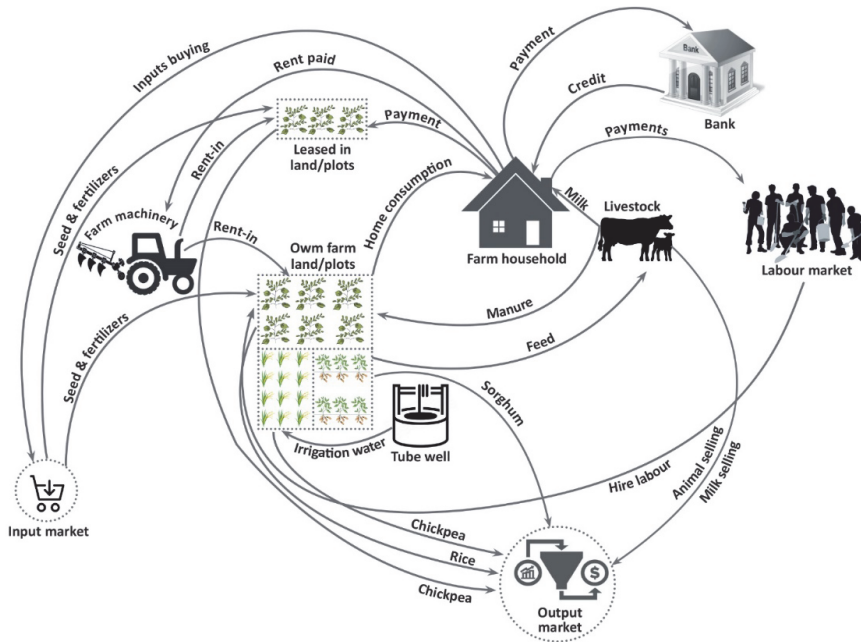 Inputs buying
Rent paid
Payment
Bank
Credit
Bank
Payments
Payment
Leased in
land/plots
Seed & fertilizers
Rent-in
Home consumption
Milk
Livestock
Farm household
Labour market
Farm machinery
Rent-in
Owm farm
land/plots
Manure
Feed
Seed & fertilizers
Sorghum
Irrigation water
Tube well
Hire labour
Animal selling
Milk selling
Input market
Chickpea
Rice
Chickpea
$
Output
market